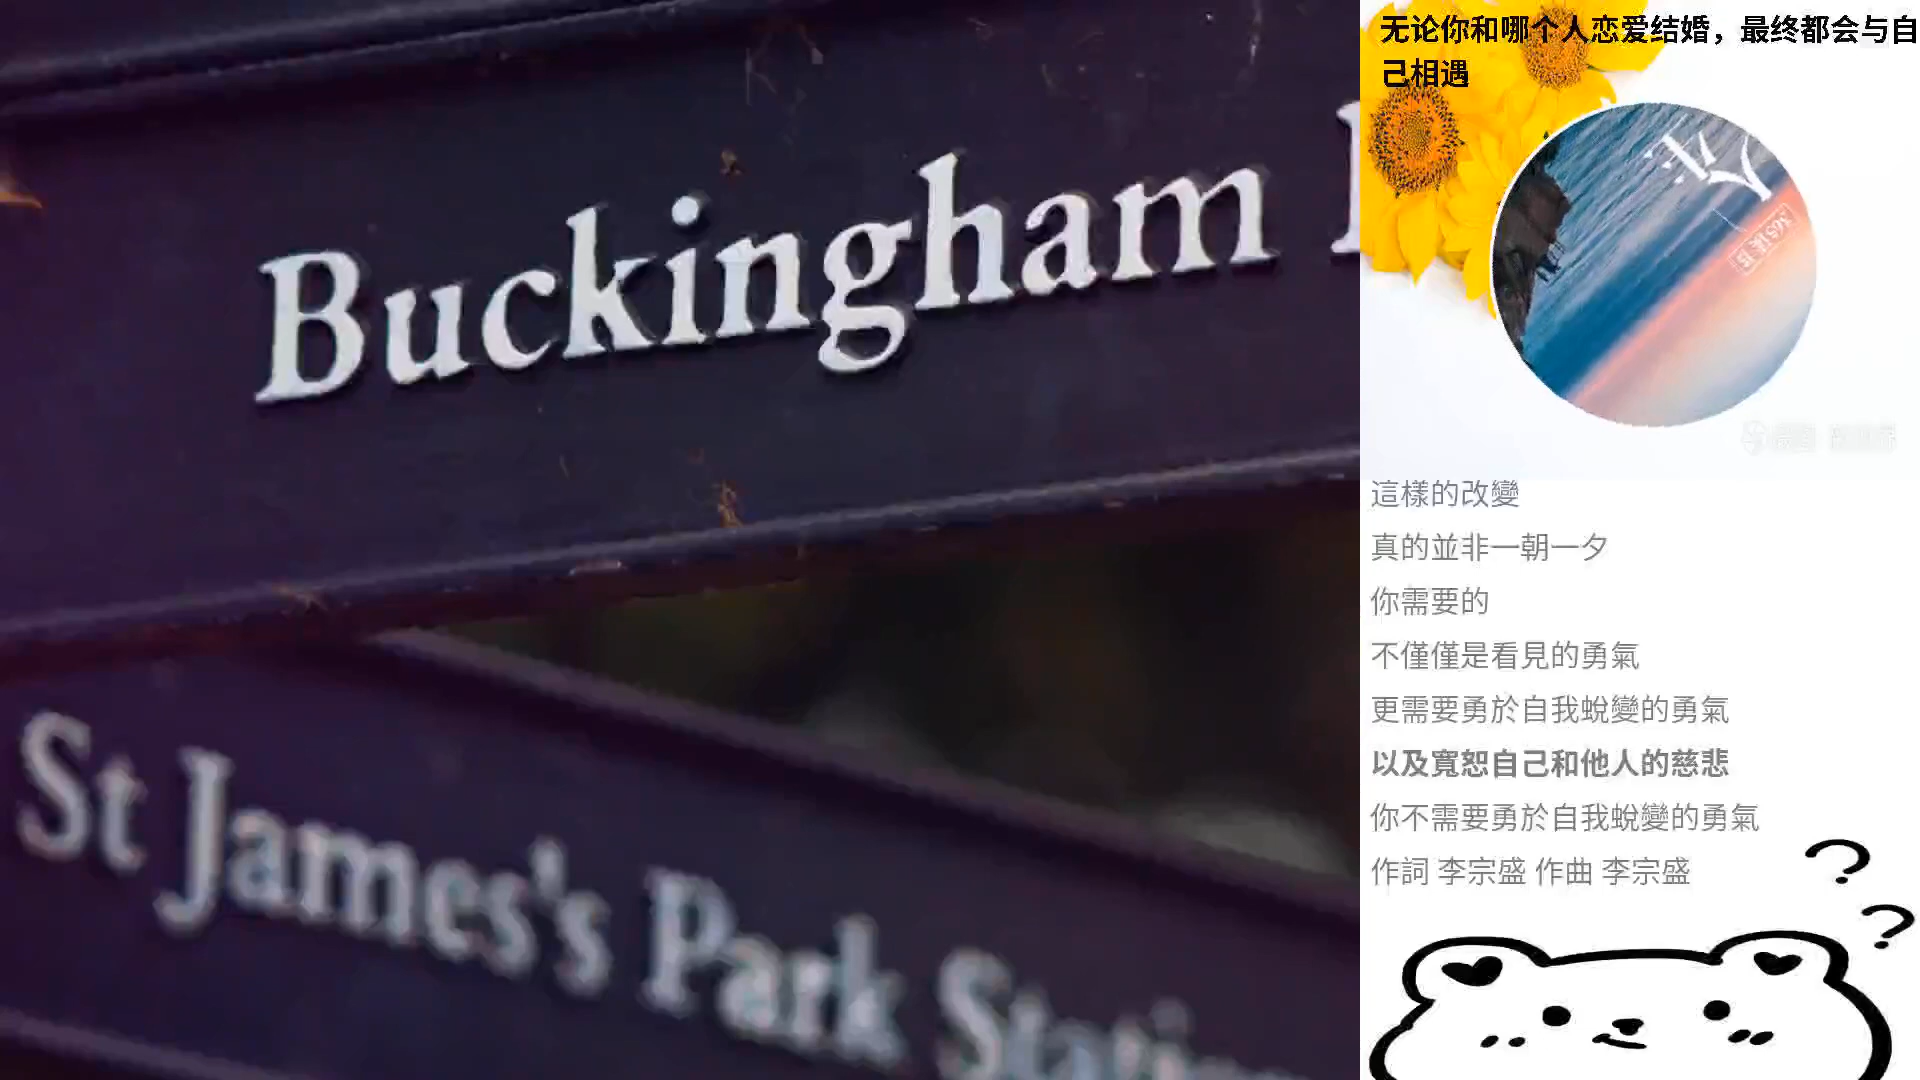 Buckingham
St James's Park Station
无论你和哪个人恋爱结婚，最终都会与自
己相遇
這樣的改變
真的並非一朝一夕
你需要的
不僅僅是看見的勇氣
更需要勇於自我蛻變的勇氣
以及寬恕自己和他人的慈悲
你不需要勇於自我蛻變的勇氣
作詞 李宗盛 作曲 李宗盛
? 
?